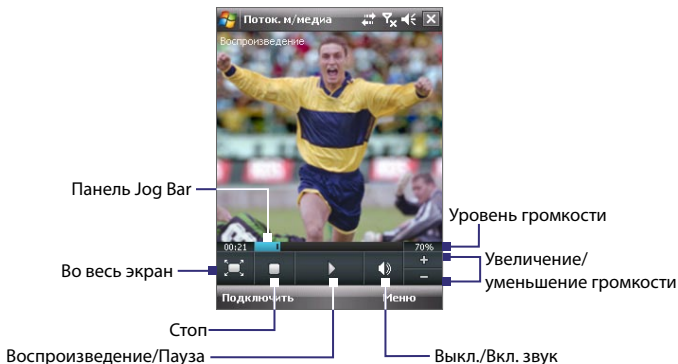 Поток. м/медиа
Воспроизведение
Панель Jog Bar
Уровень громкости
00:21
70%
Во весь экран
+
Увеличение/
уменьшение громкости
−
Подключить
Меню
Стоп
Воспроизведение/Пауза
Выкл./Вкл. звук